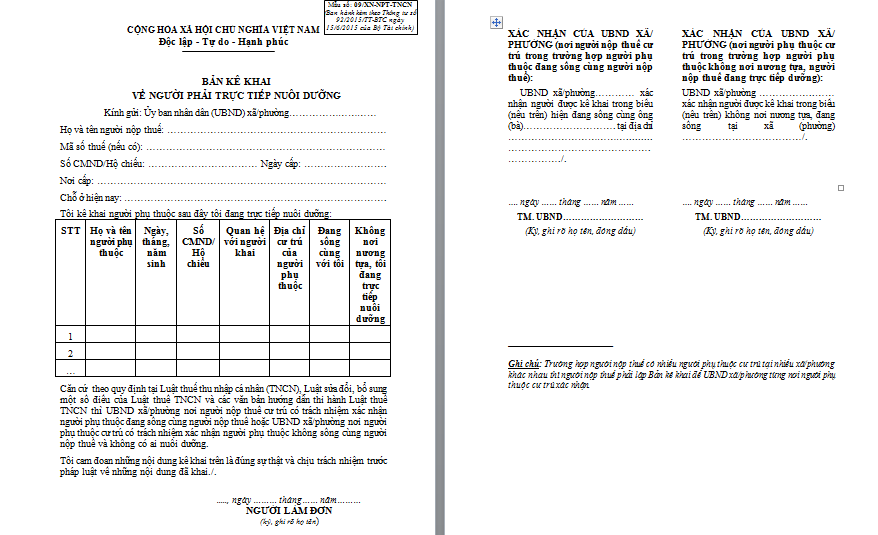 Mẫu số: 09/XN-NPT-TNCN
(Ban hành kèm theo Thông tư số
92/2015/TT-BTC ngày
15/6/2015 của Bộ Tài chính)
CỘNG HÒA XÃ HỘI CHỦ NGHĨA VIỆT NAM
Độc lập - Tự do - Hạnh phúc
BẢN KÊ KHAI
VỀ NGƯỜI PHẢI TRỰC TIẾP NUÔI DƯỠNG
Kính gửi: Ủy ban nhân dân (UBND) xã/phường……………………….
Họ và tên người nộp thuế: ……………………………………………………………
Mã số thuế (nếu có): …………………………………………………………………
Số CMND/Hộ chiếu: ……………………………… Ngày cấp: ……………………
Nơi cấp: ………………………………………………………………………………
Chỗ ở hiện nay: ………………………………………………………………………
Tôi kê khai người phụ thuộc sau đây tôi đang trực tiếp nuôi dưỡng:
STT
Họ và tên người phụ thuộc
Ngày, tháng, năm sinh
Số CMND/ Hộ chiếu
Quan hệ với người khai
Địa chỉ cư trú của người phụ thuộc
Đang sống cùng với tôi
Không nơi nương tựa, tôi đang trực tiếp nuôi dưỡng
1
2
…
Căn cứ theo quy định tại Luật thuế thu nhập cá nhân (TNCN), Luật sửa đổi, bổ sung
một số điều của Luật thuế TNCN và các văn bản hướng dẫn thi hành Luật thuế
TNCN thì UBND xã/phường nơi người nộp thuế cư trú có trách nhiệm xác nhận
người phụ thuộc đang sống cùng người nộp thuế hoặc UBND xã/phường nơi người
phụ thuộc cư trú có trách nhiệm xác nhận người phụ thuộc không sống cùng người
nộp thuế và không có ai nuôi dưỡng.
Tôi cam đoan những nội dung kê khai trên là đúng sự thật và chịu trách nhiệm trước
pháp luật về những nội dung đã khai./.
....., ngày ……… tháng…… năm………
NGƯỜI LÀM ĐƠN
(ký, ghi rõ họ tên)
XÁC NHẬN CỦA UBND XÃ/
PHƯỜNG (nơi người nộp thuế cư
trú trong trường hợp người phụ
thuộc đang sống cùng người nộp
thuế):
UBND xã/phường………… xác
nhận người được kê khai trong biểu
(nêu trên) hiện đang sống cùng ông
(bà)………………………… tại địa chỉ
…………………………………………
…………………………………………
………………/.
.... ngày …... tháng …... năm …...
TM. UBND……………………
(Ký, ghi rõ họ tên, đóng dấu)
XÁC NHẬN CỦA UBND XÃ/
PHƯỜNG (nơi người phụ thuộc cư
trú trong trường hợp người phụ
thuộc không nơi nương tựa, người
nộp thuế đang trực tiếp dưỡng):
UBND xã/phường ……………………
xác nhận người được kê khai trong biểu
(nêu trên) không nơi nương tựa, đang
sống tại xã (phường)
…………………………………/.
.... ngày …... tháng …... năm …...
TM. UBND……………………
(Ký, ghi rõ họ tên, đóng dấu)
Ghi chú: Trường hợp người nộp thuế có nhiều người phụ thuộc cư trú tại nhiều xã/phường
khác nhau thì người nộp thuế phải lập Bản kê khai để UBND xã/phường từng nơi người phụ
thuộc cư trú xác nhận.